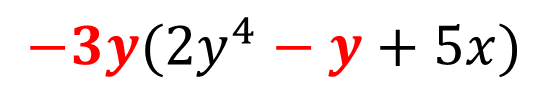 −3y(2y⁴ − y + 5x)